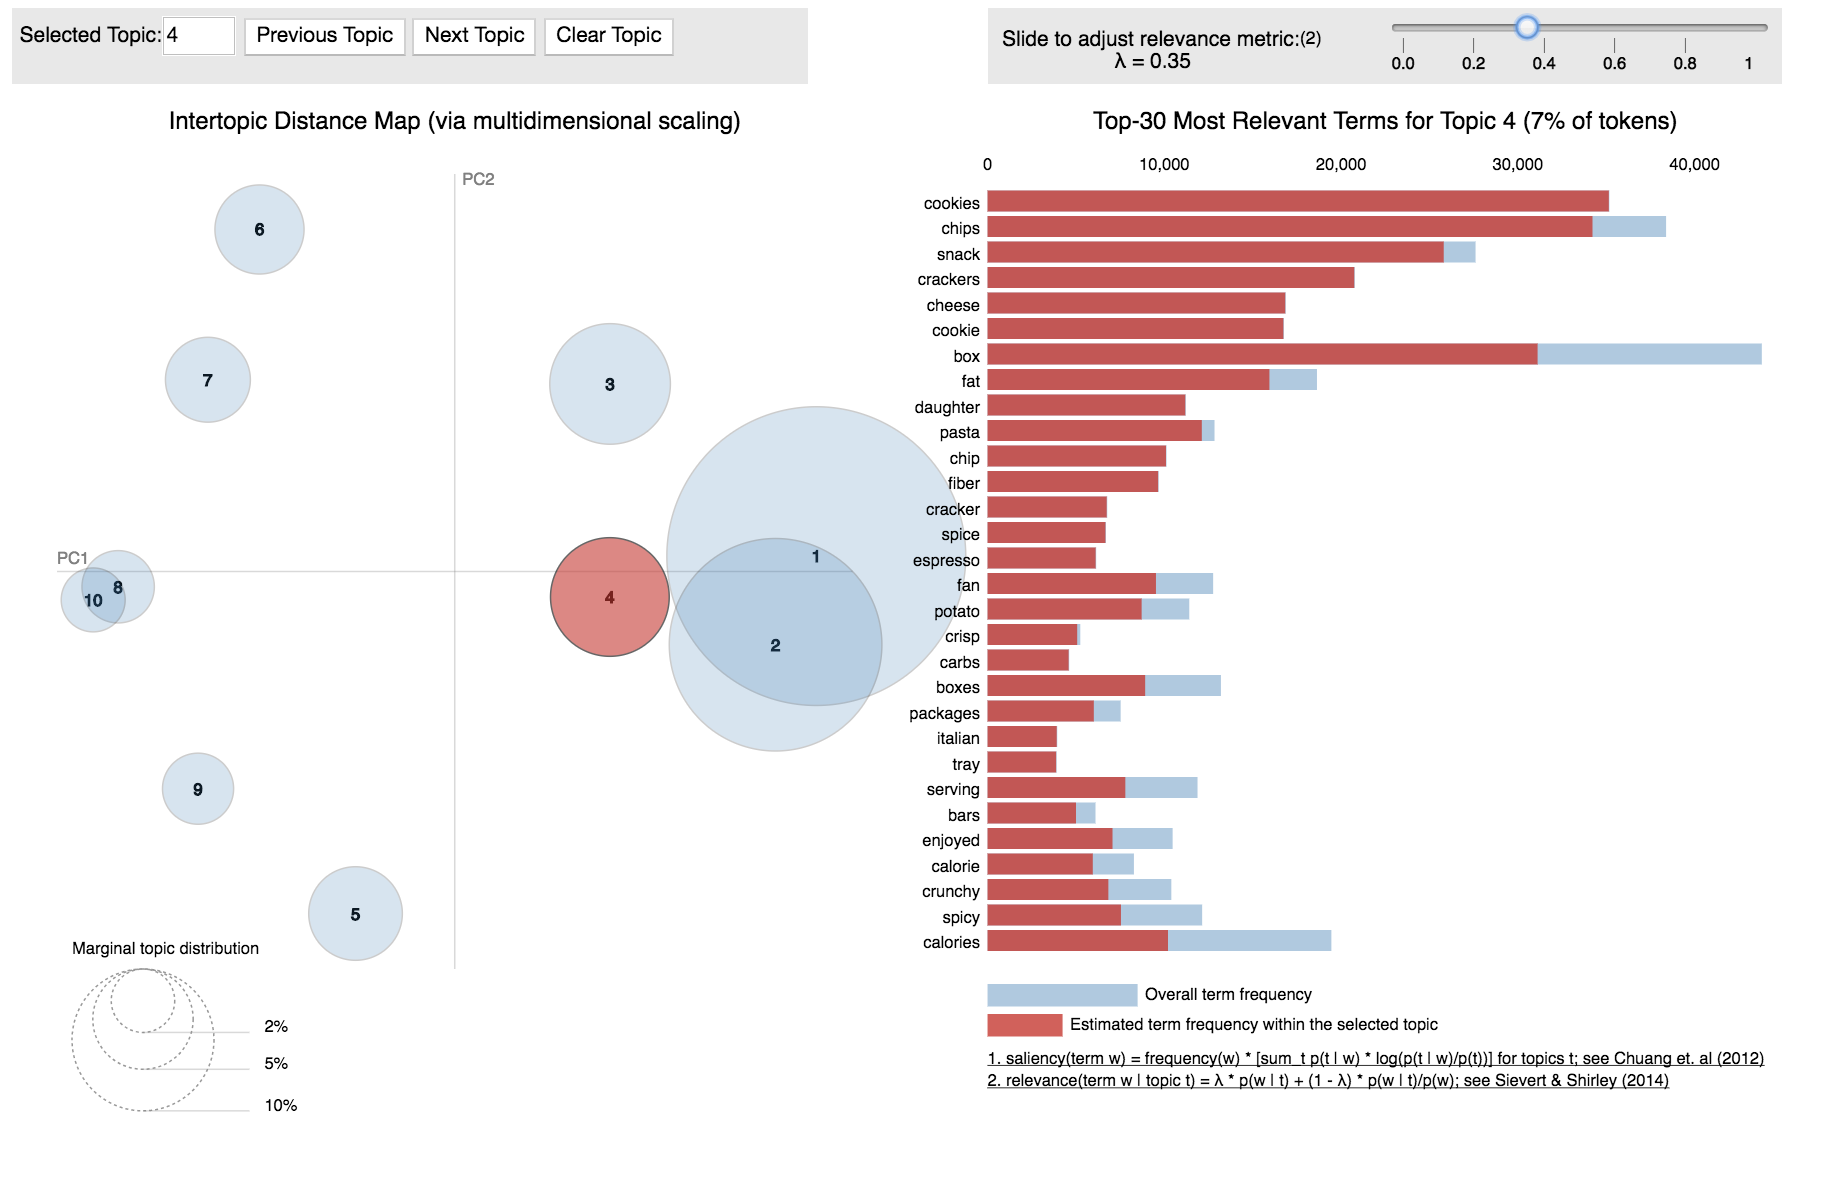 Selected Topic: 4 Previous Topic Next Topic Clear Topic
Slide to adjust relevance metric:(2)
λ = 0.35
0.0 0.2 0.4 0.6 0.8 1
Intertopic Distance Map (via multidimensional scaling)
PC2
PC1
6
7
3
1
8
10
4
2
9
5
Marginal topic distribution
2%
5%
10%
Top-30 Most Relevant Terms for Topic 4 (7% of tokens)
0 10,000 20,000 30,000 40,000
cookies
chips
snack
crackers
cheese
cookie
box
fat
daughter
pasta
chip
fiber
cracker
spice
espresso
fan
potato
crisp
carbs
boxes
packages
italian
tray
serving
bars
enjoyed
calorie
crunchy
spicy
calories
Overall term frequency
Estimated term frequency within the selected topic
1. saliency(term w) = frequency(w) * [sum_t p(t | w) * log(p(t | w)/p(t))] for topics t; see Chuang et. al (2012)
2. relevance(term w | topic t) = λ * p(w | t) + (1 - λ) * p(w | t)/p(w); see Sievert & Shirley (2014)